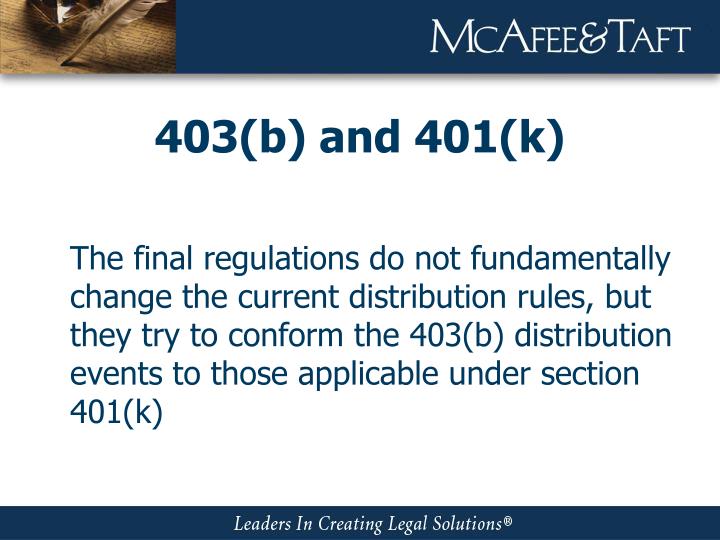 McAfee&Taft
403(b) and 401(k)
The final regulations do not fundamentally
change the current distribution rules, but
they try to conform the 403(b) distribution
events to those applicable under section
401(k)
Leaders In Creating Legal Solutions®